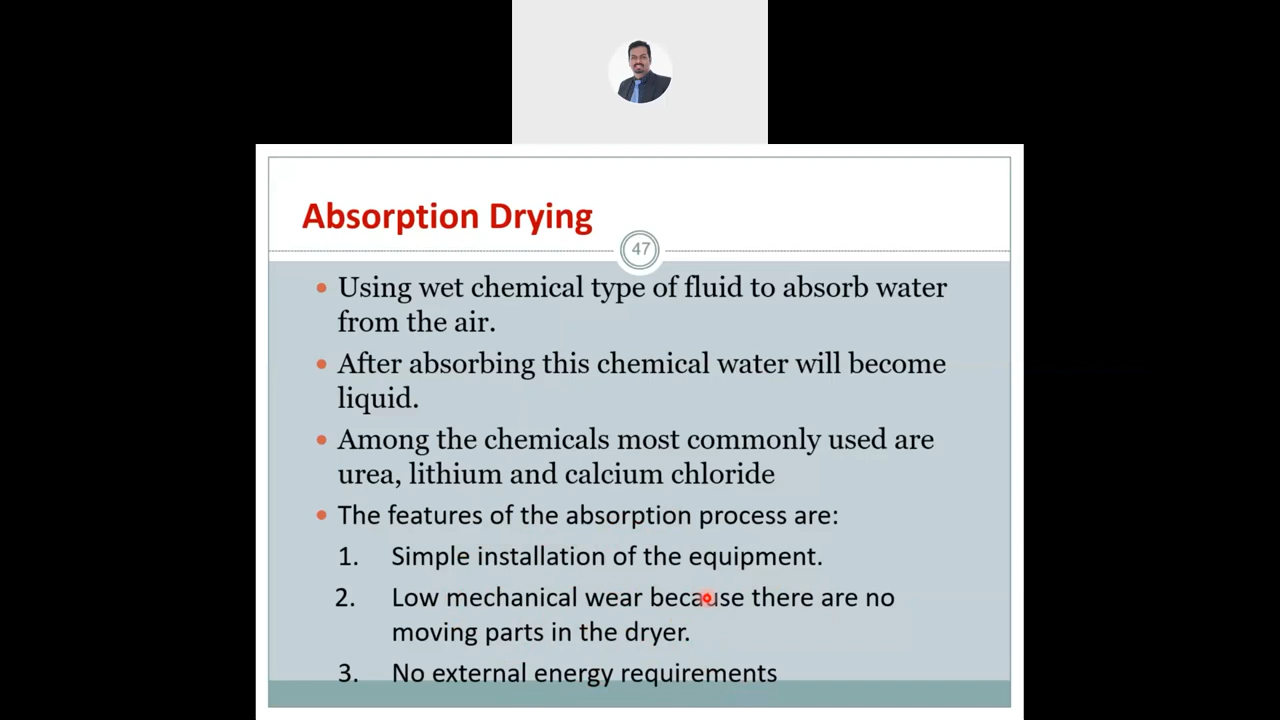 Absorption Drying
47
• Using wet chemical type of fluid to absorb water
from the air.
• After absorbing this chemical water will become
liquid.
• Among the chemicals most commonly used are
urea, lithium and calcium chloride
• The features of the absorption process are:
1. Simple installation of the equipment.
2. Low mechanical wear because there are no
moving parts in the dryer.
3. No external energy requirements